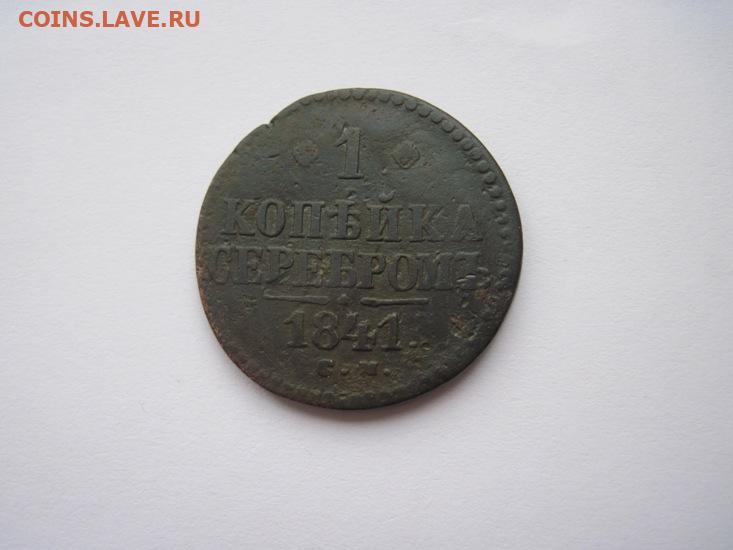 COINS.LAVE.RU
1
КОПѢЙКА
СЕРЕБРОМЪ
1841.
С.М.